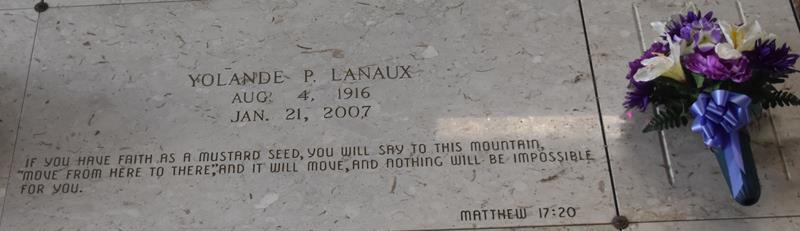 YOLANDE P. LANAUX
AUG. 4, 1916
JAN. 21, 2007
IF YOU HAVE FAITH AS A MUSTARD SEED, YOU WILL SAY TO THIS MOUNTAIN,
"MOVE FROM HERE TO THERE," AND IT WILL MOVE, AND NOTHING WILL BE IMPOSSIBLE
FOR YOU.
MATTHEW 17:20